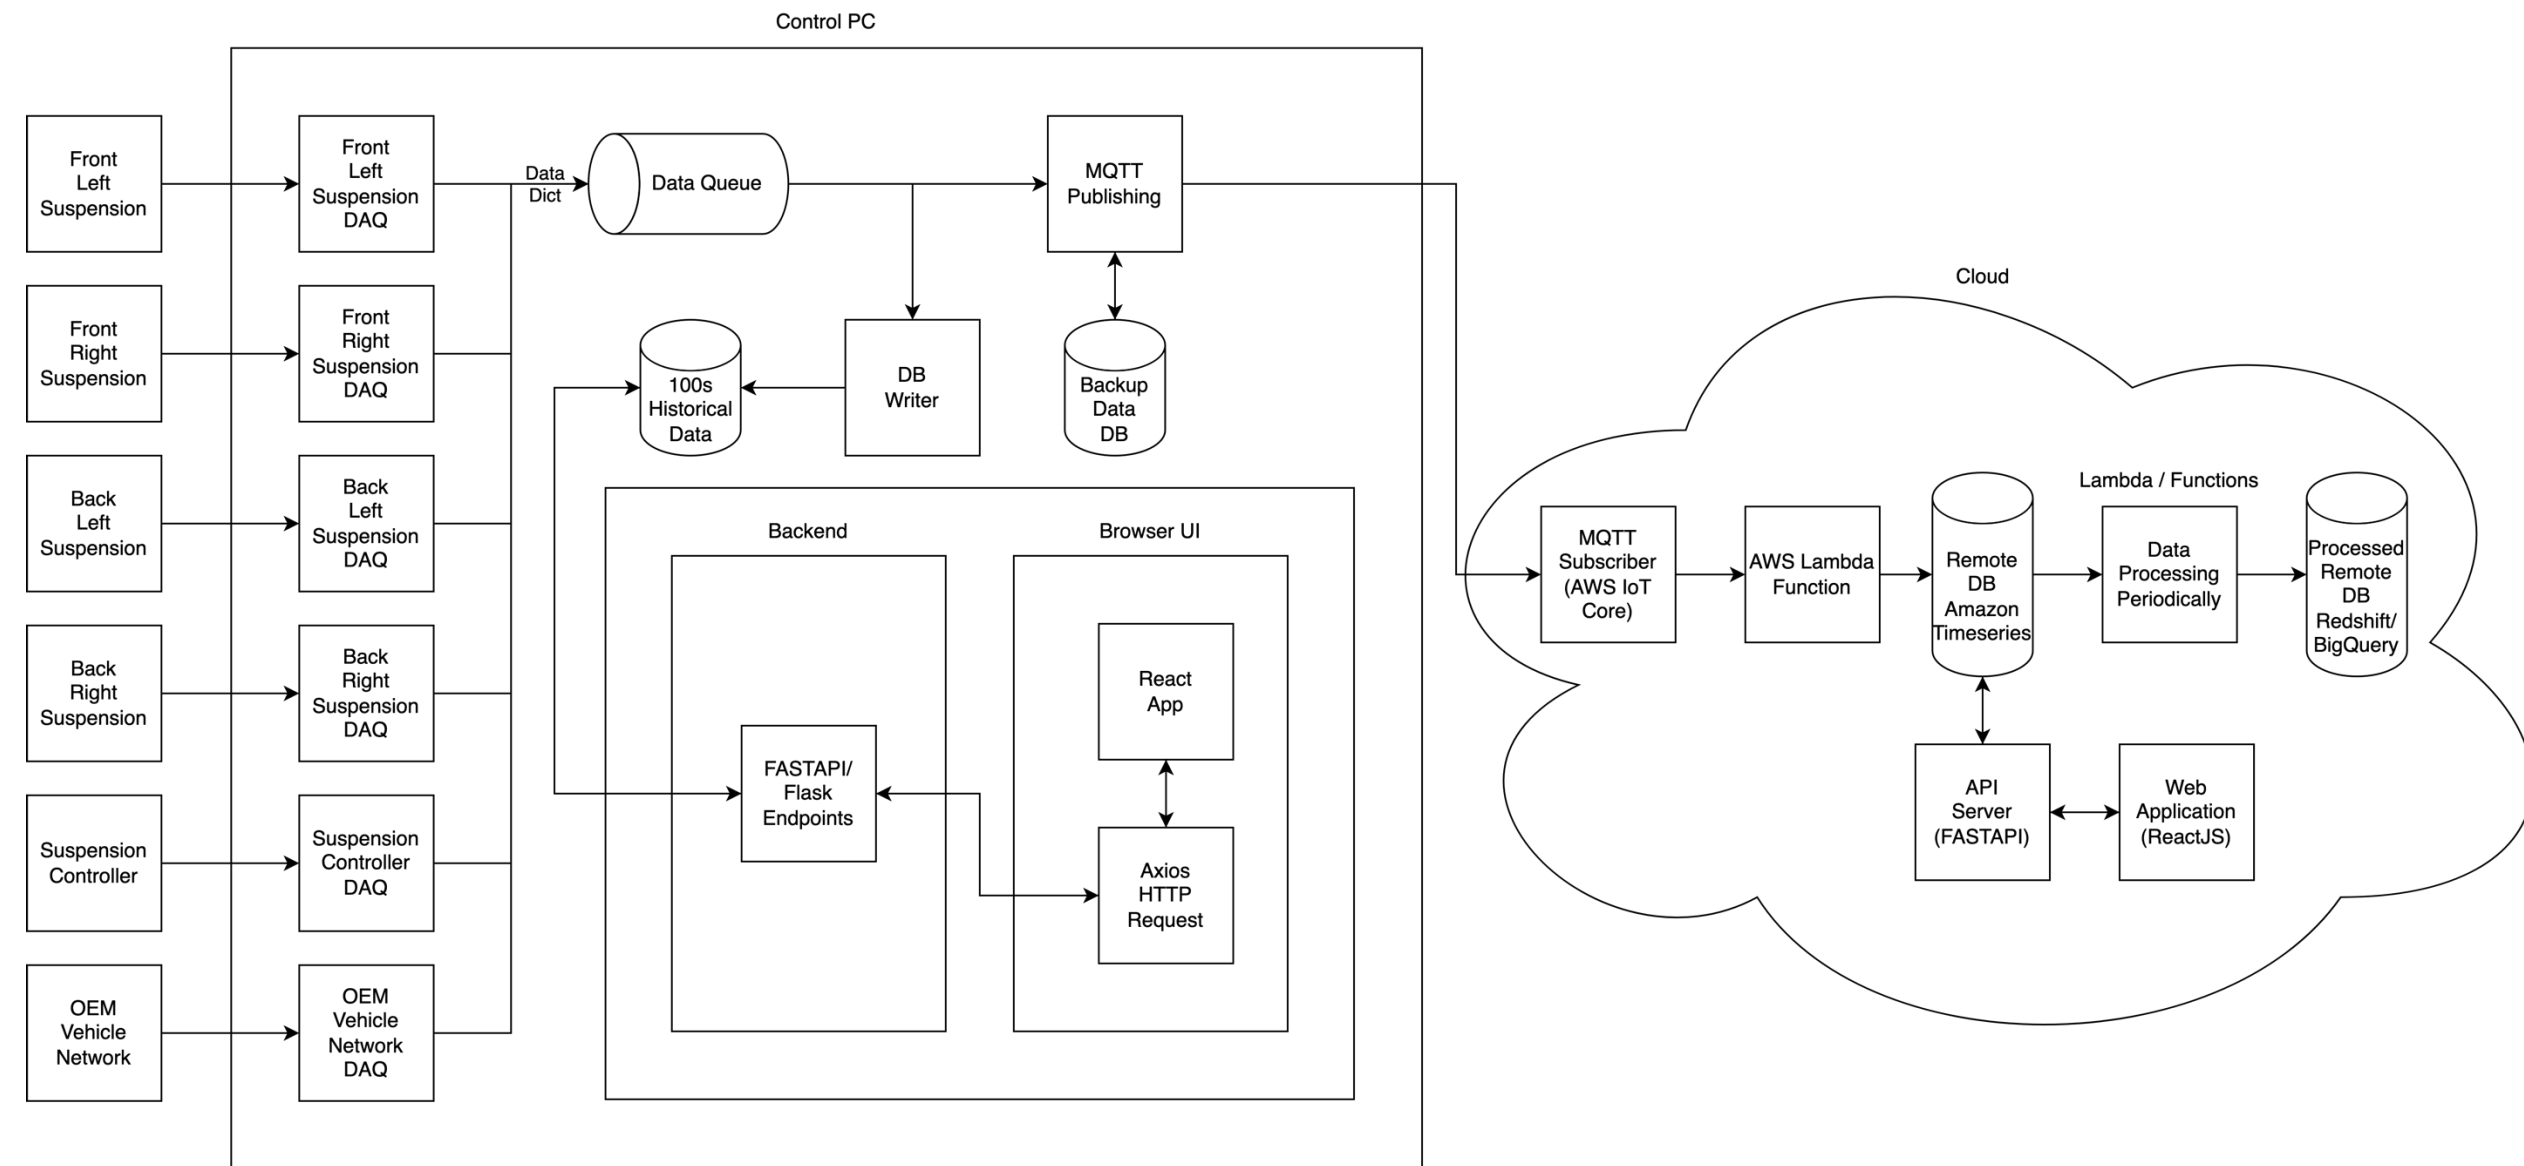 Control PC
Front
Left
Suspension
Front
Left
Suspension
DAQ
Data
Dict
Data Queue
MQTT
Publishing
Front
Right
Suspension
Front
Right
Suspension
DAQ
100s
Historical
Data
DB
Writer
Backup
Data
DB
Back
Left
Suspension
Back
Left
Suspension
DAQ
Back
Right
Suspension
Back
Right
Suspension
DAQ
Suspension
Controller
Suspension
Controller
DAQ
OEM
Vehicle
Network
OEM
Vehicle
Network
DAQ
Backend
FASTAPI/
Flask
Endpoints
Browser UI
React
App
Axios
HTTP
Request
Cloud
MQTT
Subscriber
(AWS IoT
Core)
AWS Lambda
Function
Remote
DB
Amazon
Timeseries
Lambda / Functions
Data
Processing
Periodically
Processed
Remote
DB
Redshift/
BigQuery
API
Server
(FASTAPI)
Web
Application
(ReactJS)